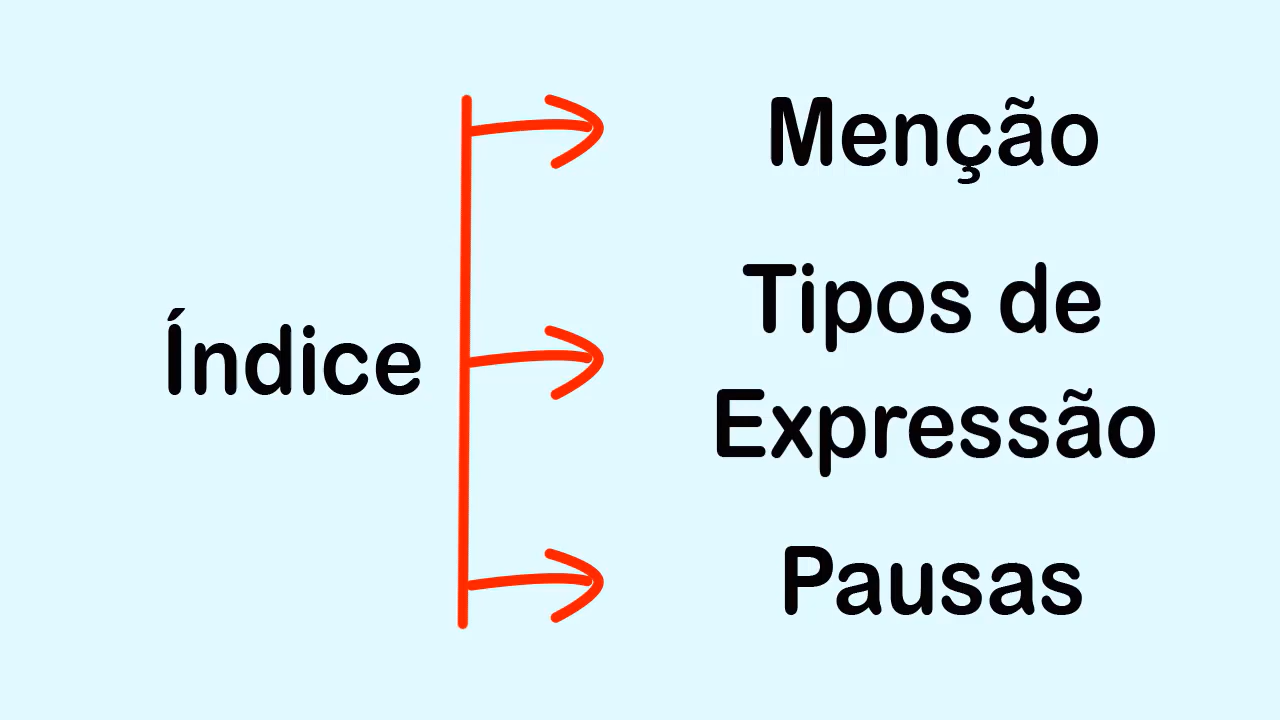 Índice
Menção
Tipos de
Expressão
Pausas